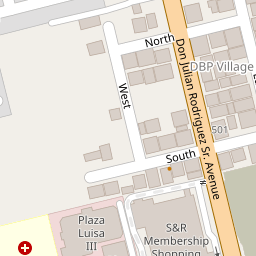 North
Don Julian Rodriguez Sr. Avenue
DBP Village
West
501
South
Plaza
Luisa
III
S&R
Membership
Shopping